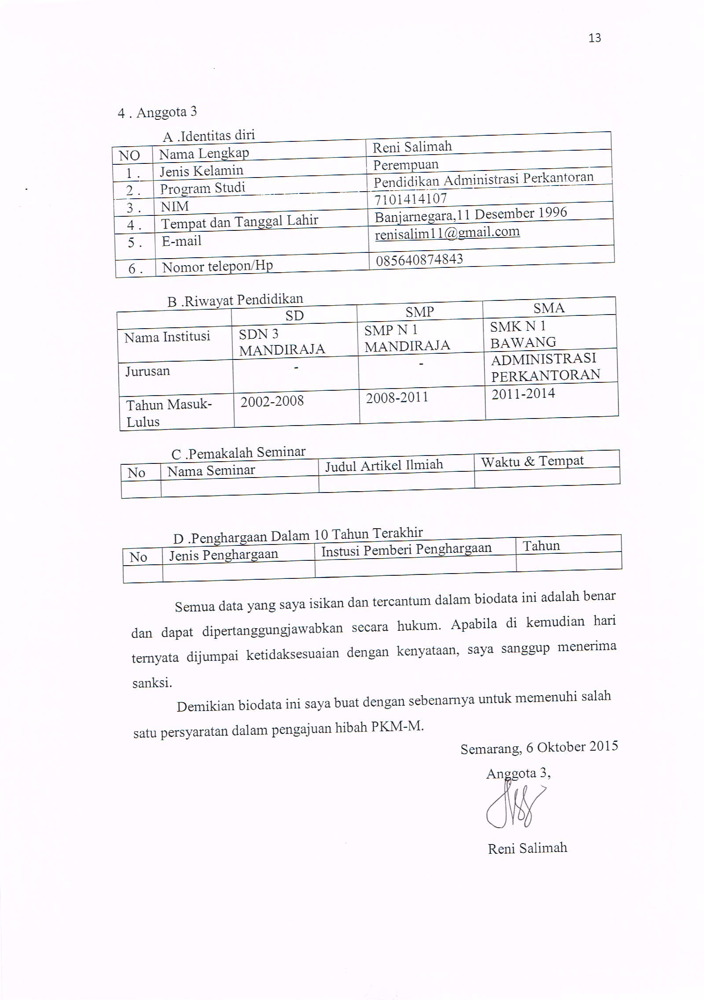 13
4 . Anggota 3
A .Identitas diri
NO Nama Lengkap Reni Salimah
1 . Jenis Kelamin Perempuan
2 . Program Studi Pendidikan Administrasi Perkantoran
3 . NIM 7101414107
4 . Tempat dan Tanggal Lahir Banjarnegara,11 Desember 1996
5 . E-mail renisalim11@gmail.com
6 . Nomor telepon/Hp 085640874843
B .Riwayat Pendidikan
SD SMP SMA
Nama Institusi SDN 3 SMP N 1 SMK N 1
MANDIRAJA MANDIRAJA BAWANG
Jurusan - - ADMINISTRASI
PERKANTORAN
Tahun Masuk- 2002-2008 2008-2011 2011-2014
Lulus
C .Pemakalah Seminar
No Nama Seminar Judul Artikel Ilmiah Waktu & Tempat
D .Penghargaan Dalam 10 Tahun Terakhir
No Jenis Penghargaan Instusi Pemberi Penghargaan Tahun
Semua data yang saya isikan dan tercantum dalam biodata ini adalah benar
dan dapat dipertanggungjawabkan secara hukum. Apabila di kemudian hari
ternyata dijumpai ketidaksesuaian dengan kenyataan, saya sanggup menerima
sanksi.
Demikian biodata ini saya buat dengan sebenarnya untuk memenuhi salah
satu persyaratan dalam pengajuan hibah PKM-M.
Semarang, 6 Oktober 2015
Anggota 3,
Reni Salimah